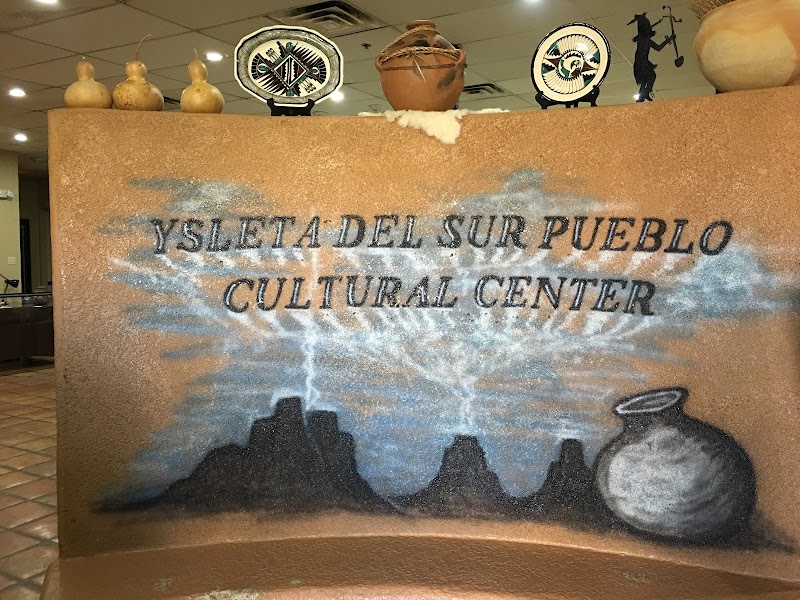 YSLETA DEL SUR PUEBLO
CULTURAL CENTER